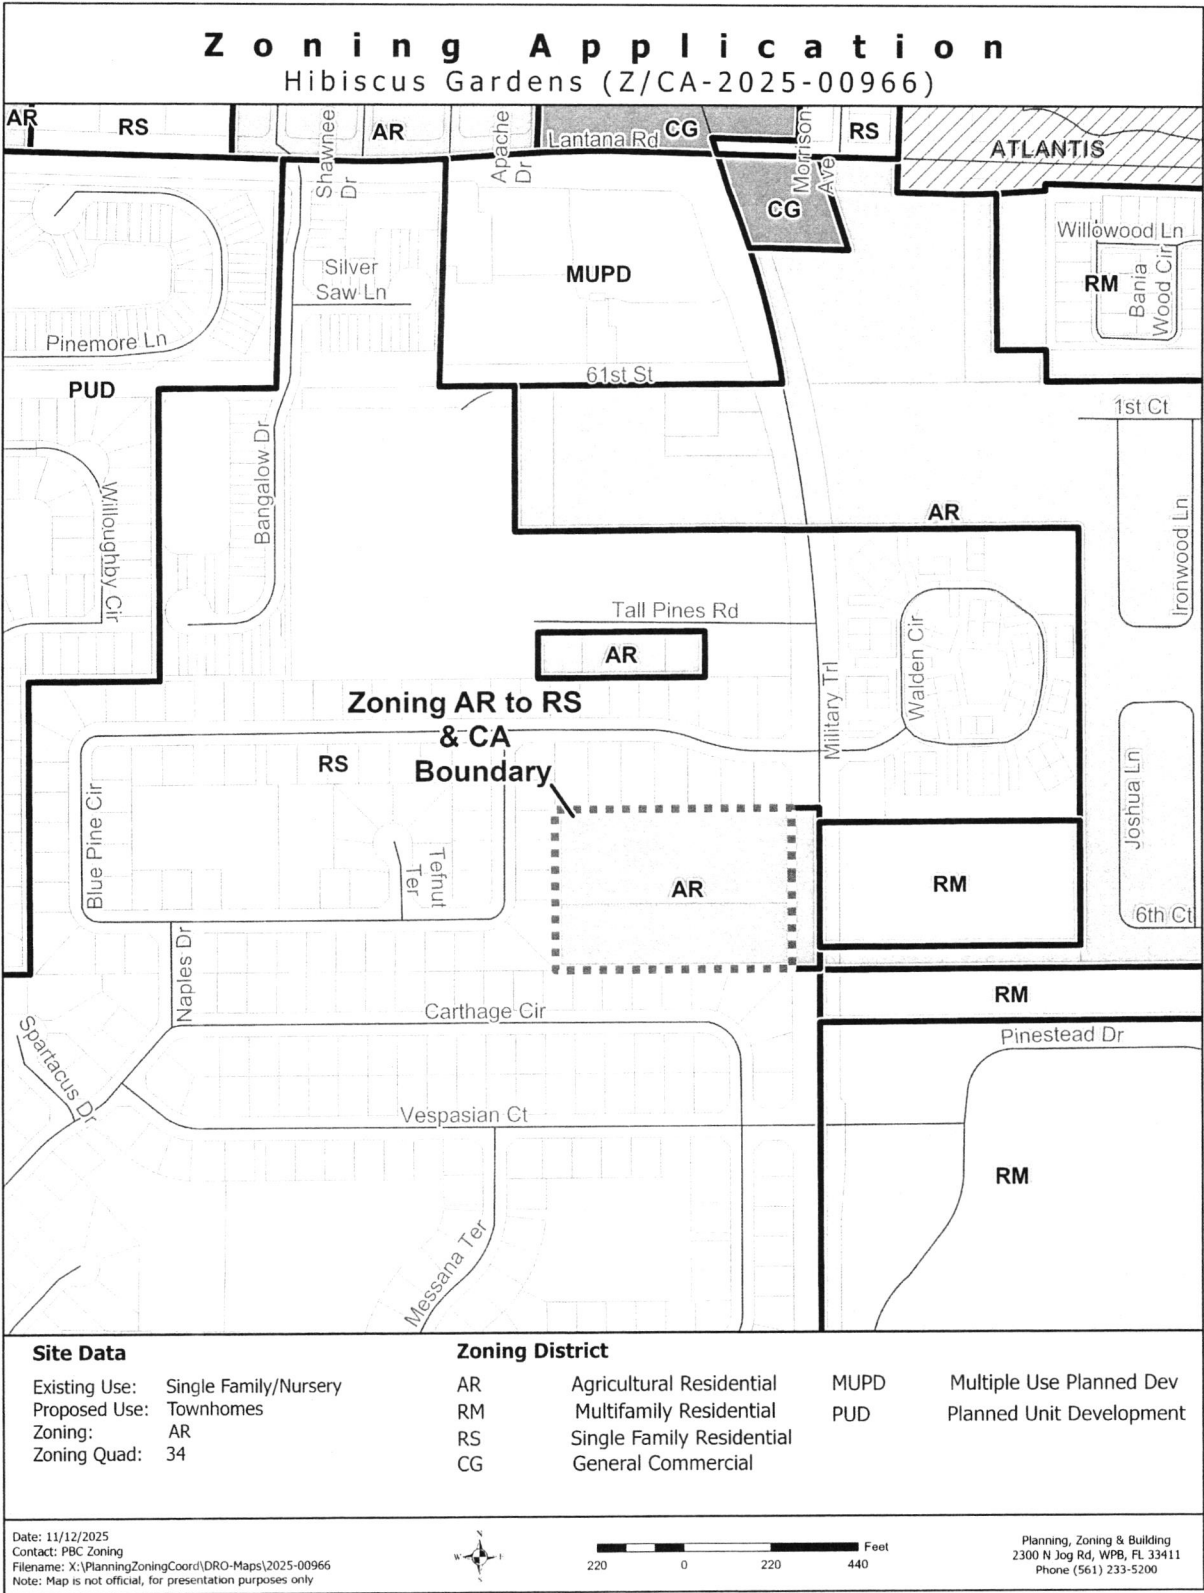 Zoning Application
Hibiscus Gardens (Z/CA-2025-00966)
AR
RS
Shawnee Dr
AR
Apache Dr
Lantana Rd
CG
Morrison Ave
RS
ATLANTIS
CG
Willowood Ln
Silver
Saw Ln
MUPD
RM
Bania
Wood Cir
Pinemore Ln
61st St
PUD
1st Ct
Bangalow Dr
Willoughby Cir
AR
Ironwood Ln
Tall Pines Rd
Walden Cir
AR
Military Trl
Zoning AR to RS
& CA
Boundary
RS
Blue Pine Cir
Tefnut
Ter
Joshua Ln
AR
RM
6th Ct
Naples Dr
RM
Carthage Cir
Spartacus Dr
Pinestead Dr
Vespasian Ct
RM
Messana Ter
Site Data
Existing Use: Single Family/Nursery
Proposed Use: Townhomes
Zoning: AR
Zoning Quad: 34
Zoning District
AR Agricultural Residential
RM Multifamily Residential
RS Single Family Residential
CG General Commercial
MUPD Multiple Use Planned Dev
PUD Planned Unit Development
Date: 11/12/2025
Contact: PBC Zoning
Filename: X:\PlanningZoningCoord\DRO-Maps\2025-00966
Note: Map is not official, for presentation purposes only
N
W
E
S
220 0 220 440 Feet
Planning, Zoning & Building
2300 N Jog Rd, WPB, FL 33411
Phone (561) 233-5200